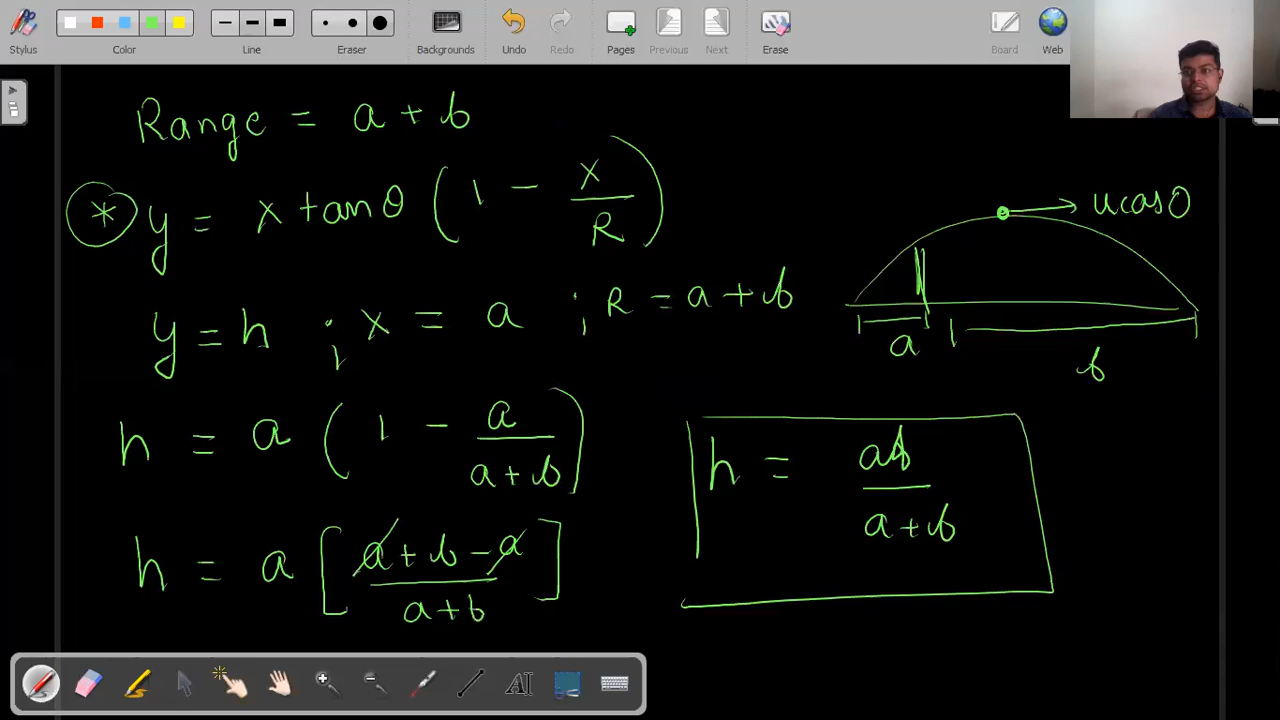 Stylus Color Line Eraser Backgrounds Undo Redo Pages Previous Next Erase Board Web
Range = a + b
* y = x tanθ (1 - x/R)
y = h ; x = a ; R = a + b
h = a (1 - a/(a+b))
h = a [(a + b - a)/(a+b)]
u cosθ
a
b
h = ab/(a+b)
AI